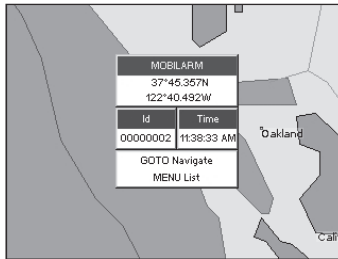 MOBILARM
37°45.357N
122°40.492W
Id Time
00000002 11:38:33 AM
Oakland
GOTO Navigate
MENU List
Cali